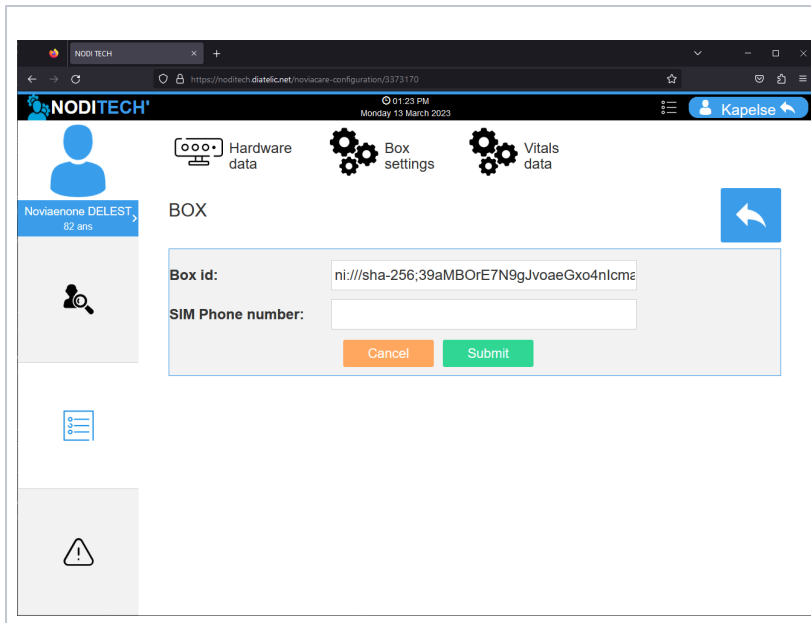 NODI TECH
https://noditech.diatelic.net/noviacare-configuration/3373170
NODITECH'
01:23 PM
Monday 13 March 2023
Kapelse
Hardware data
Box settings
Vitals data
Noviaenone DELEST
82 ans
BOX
Box id:
ni:///sha-256;39aMBOrE7N9gJvoaeGxo4nIcma
SIM Phone number:
Cancel
Submit